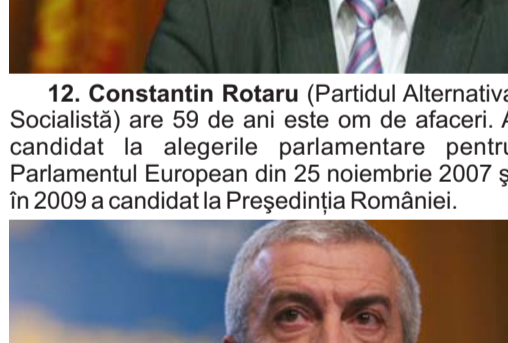 12. Constantin Rotaru (Partidul Alternativa
Socialistă) are 59 de ani este om de afaceri. A
candidat la alegerile parlamentare pentru
Parlamentul European din 25 noiembrie 2007 ş
în 2009 a candidat la Preşedinţia României.